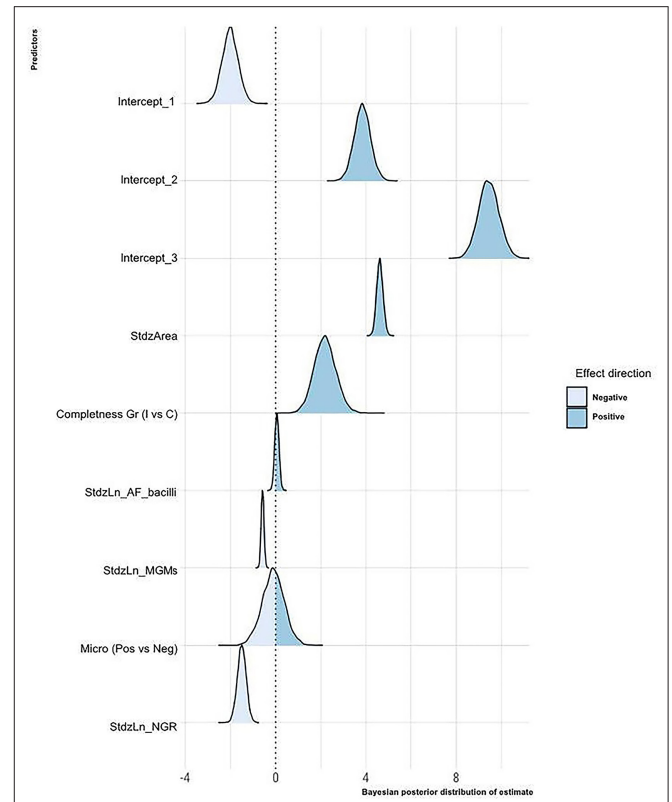 Predictors
Intercept_1
Intercept_2
Intercept_3
StdzArea
Completness Gr (I vs C)
StdzLn_AF_bacilli
StdzLn_MGMs
Micro (Pos vs Neg)
StdzLn_NGR
Effect direction
Negative
Positive
-4 0 4 8
Bayesian posterior distribution of estimate